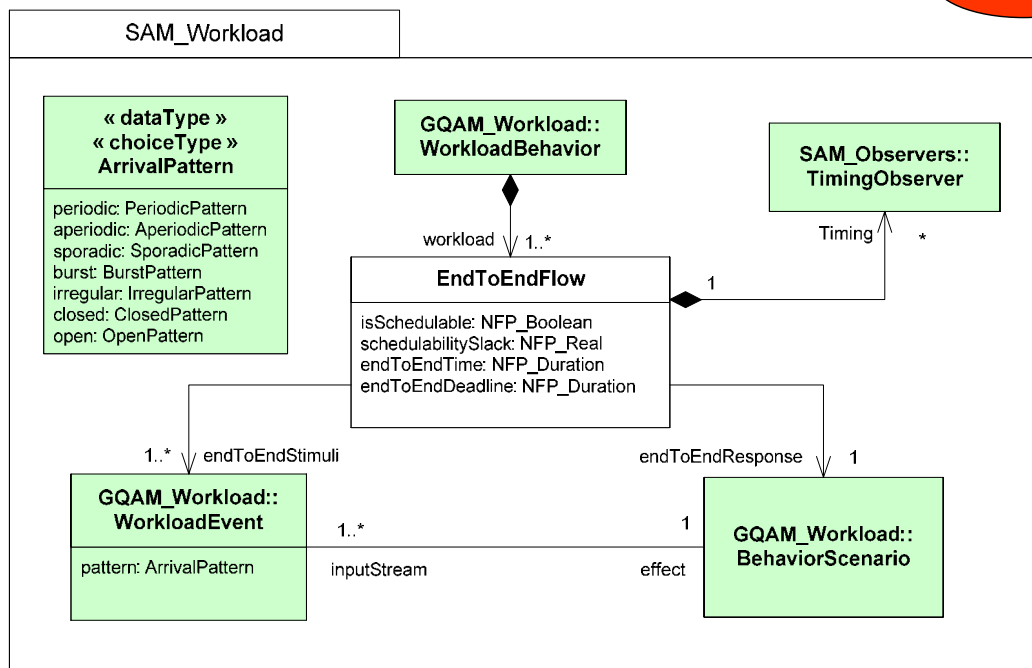 SAM_Workload
« dataType »
« choiceType »
ArrivalPattern
periodic: PeriodicPattern
aperiodic: AperiodicPattern
sporadic: SporadicPattern
burst: BurstPattern
irregular: IrregularPattern
closed: ClosedPattern
open: OpenPattern
GQAM_Workload::
WorkloadBehavior
SAM_Observers::
TimingObserver
workload 1..*
Timing *
EndToEndFlow
1
isSchedulable: NFP_Boolean
schedulabilitySlack: NFP_Real
endToEndTime: NFP_Duration
endToEndDeadline: NFP_Duration
1..* endToEndStimuli
endToEndResponse 1
GQAM_Workload::
WorkloadEvent
pattern: ArrivalPattern
1..* 1
inputStream effect
GQAM_Workload::
BehaviorScenario